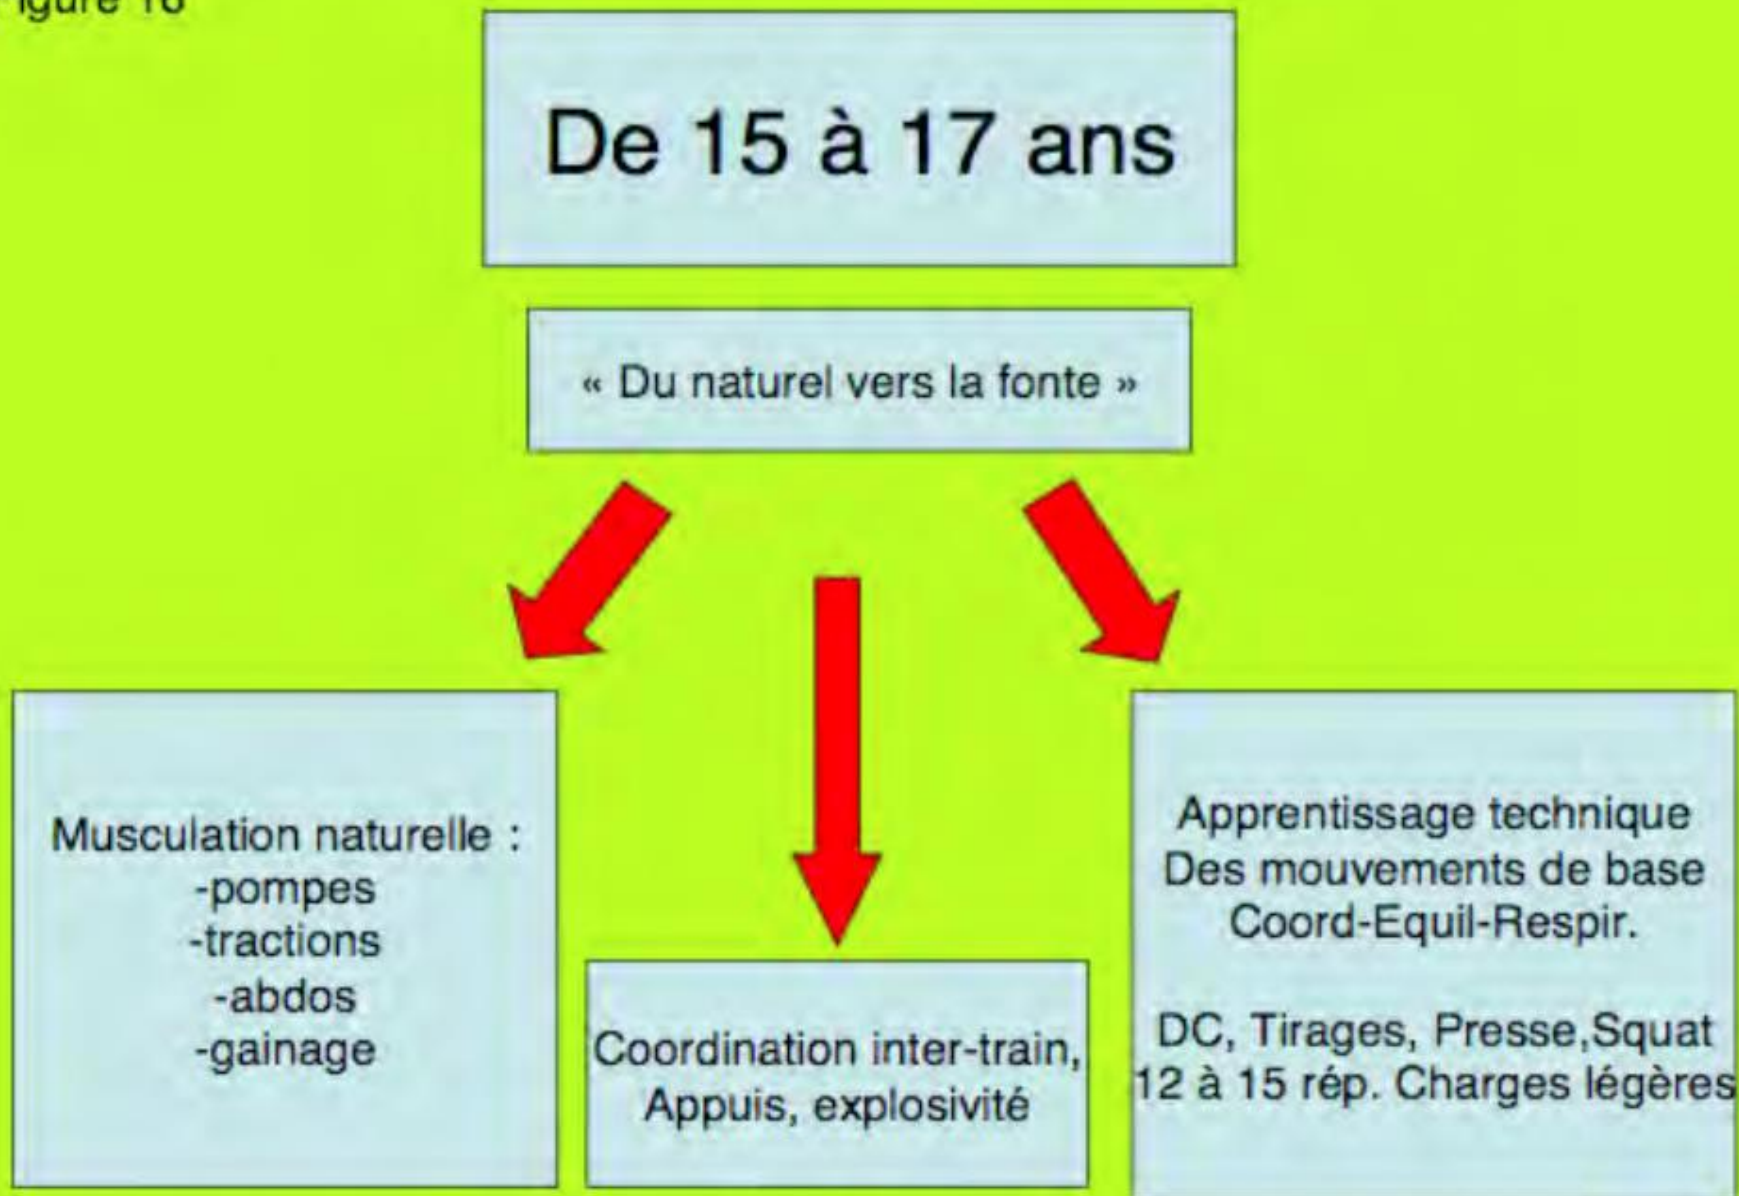 De 15 à 17 ans
« Du naturel vers la fonte »
Musculation naturelle :
-pompes
-tractions
-abdos
-gainage
Coordination inter-train,
Appuis, explosivité
Apprentissage technique
Des mouvements de base
Coord-Equil-Respir.
DC, Tirages, Presse,Squat
12 à 15 rép. Charges légères